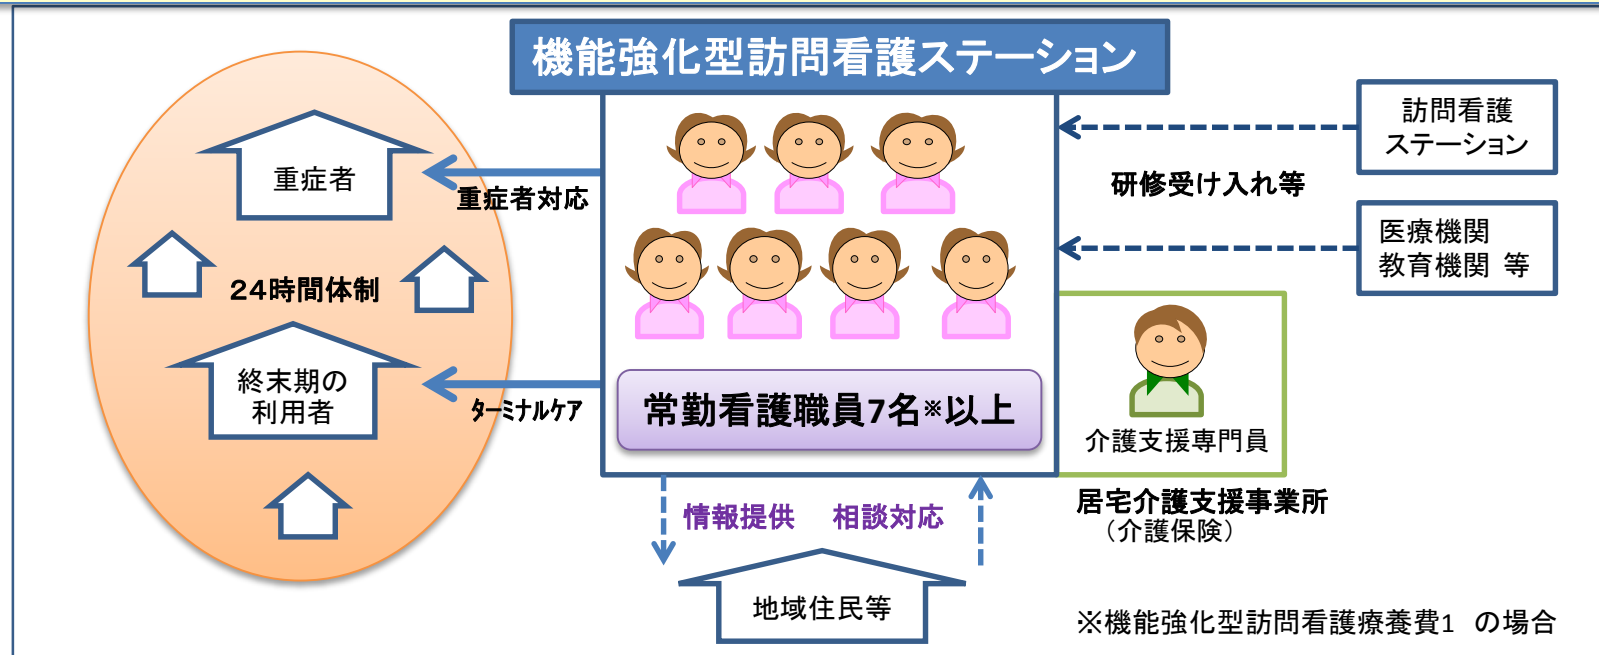 機能強化型訪問看護ステーション
重症者
重症者対応
24時間体制
終末期の
利用者
ターミナルケア
常勤看護職員7名※以上
訪問看護
ステーション
研修受け入れ等
医療機関
教育機関 等
介護支援専門員
居宅介護支援事業所
（介護保険）
情報提供 相談対応
地域住民等
※機能強化型訪問看護療養費1 の場合